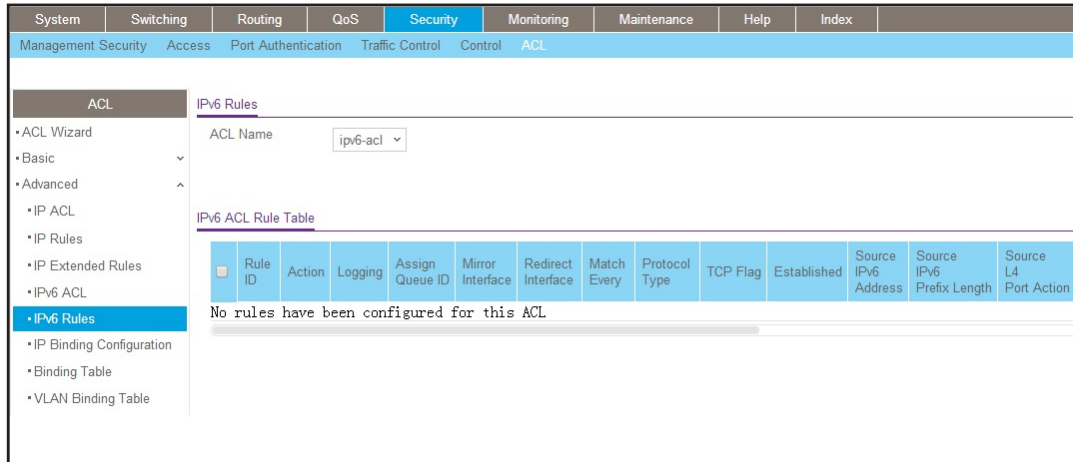 System Switching Routing QoS Security Monitoring Maintenance Help Index
Management Security Access Port Authentication Traffic Control Control ACL
ACL
ACL Wizard
Basic
Advanced
IP ACL
IP Rules
IP Extended Rules
IPv6 ACL
IPv6 Rules
IP Binding Configuration
Binding Table
VLAN Binding Table
IPv6 Rules
ACL Name ipv6-acl
IPv6 ACL Rule Table
Rule ID Action Logging Assign Queue ID Mirror Interface Redirect Interface Match Every Protocol Type TCP Flag Established Source IPv6 Address Source IPv6 Prefix Length Source L4 Port Action
No rules have been configured for this ACL